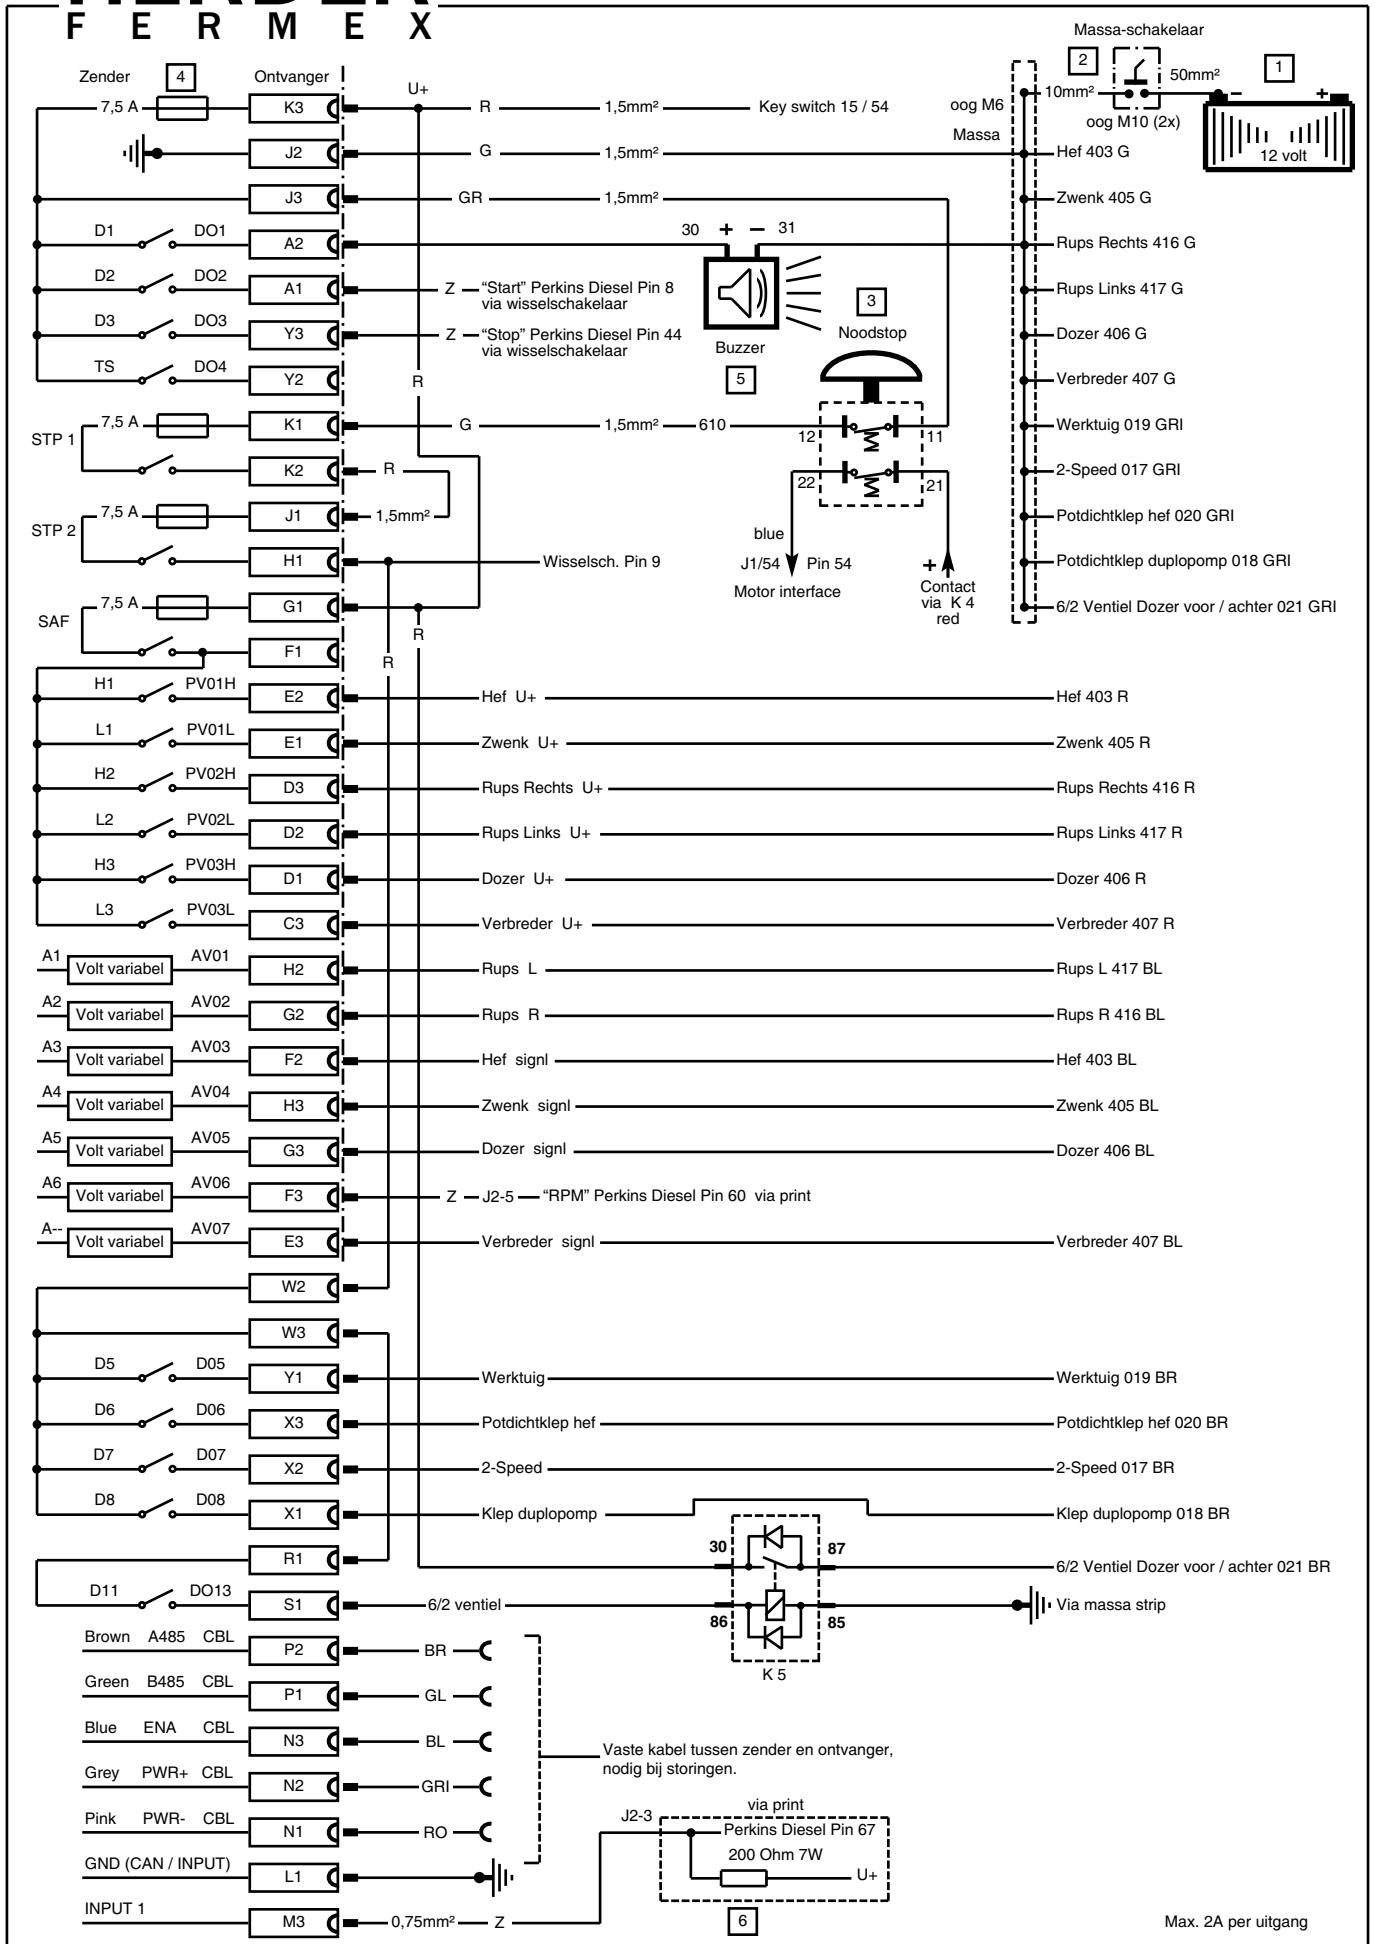 F E R M E X
Massa-schakelaar
Zender 4 Ontvanger
2 1
U+
50mm²
7,5 A K3 R 1,5mm² Key switch 15 / 54
oog M6 10mm² − +
oog M10 (2x)
Massa
J2 G 1,5mm² Hef 403 G
12 volt
J3 GR 1,5mm² Zwenk 405 G
30 + − 31
D1 DO1 A2 Rups Rechts 416 G
D2 DO2 A1 Z “Start” Perkins Diesel Pin 8
via wisselschakelaar
Rups Links 417 G
3
Noodstop
D3 DO3 Y3 Z “Stop” Perkins Diesel Pin 44
via wisselschakelaar
Dozer 406 G
Buzzer
5
TS DO4 Y2 R Verbreder 407 G
STP 1 7,5 A K1 G 1,5mm² 610 12 11 Werktuig 019 GRI
K2 R 22 21 2-Speed 017 GRI
STP 2 7,5 A J1 1,5mm² Potdichtklep hef 020 GRI
blue
H1 Wisselsch. Pin 9 J1/54 Pin 54 + Potdichtklep duplopomp 018 GRI
Motor interface
Contact
via K 4
red
SAF 7,5 A G1 6/2 Ventiel Dozer voor / achter 021 GRI
R
F1 R
H1 PV01H E2 Hef U+ Hef 403 R
L1 PV01L E1 Zwenk U+ Zwenk 405 R
H2 PV02H D3 Rups Rechts U+ Rups Rechts 416 R
L2 PV02L D2 Rups Links U+ Rups Links 417 R
H3 PV03H D1 Dozer U+ Dozer 406 R
L3 PV03L C3 Verbreder U+ Verbreder 407 R
A1 Volt variabel AV01 H2 Rups L Rups L 417 BL
A2 Volt variabel AV02 G2 Rups R Rups R 416 BL
A3 Volt variabel AV03 F2 Hef signl Hef 403 BL
A4 Volt variabel AV04 H3 Zwenk signl Zwenk 405 BL
A5 Volt variabel AV05 G3 Dozer signl Dozer 406 BL
A6 Volt variabel AV06 F3 Z J2-5 “RPM” Perkins Diesel Pin 60 via print
A-- Volt variabel AV07 E3 Verbreder signl Verbreder 407 BL
W2
W3
D5 D05 Y1 Werktuig Werktuig 019 BR
D6 D06 X3 Potdichtklep hef Potdichtklep hef 020 BR
D7 D07 X2 2-Speed 2-Speed 017 BR
D8 D08 X1 Klep duplopomp Klep duplopomp 018 BR
R1 30 87 6/2 Ventiel Dozer voor / achter 021 BR
D11 DO13 S1 6/2 ventiel 86 85 Via massa strip
K 5
Brown A485 CBL P2 BR
Green B485 CBL P1 GL
Blue ENA CBL N3 BL
Vaste kabel tussen zender en ontvanger,
nodig bij storingen.
Grey PWR+ CBL N2 GRI
via print
Pink PWR- CBL N1 RO J2-3 Perkins Diesel Pin 67
200 Ohm 7W
U+
GND (CAN / INPUT) L1
INPUT 1 M3 0,75mm² Z
6
Max. 2A per uitgang